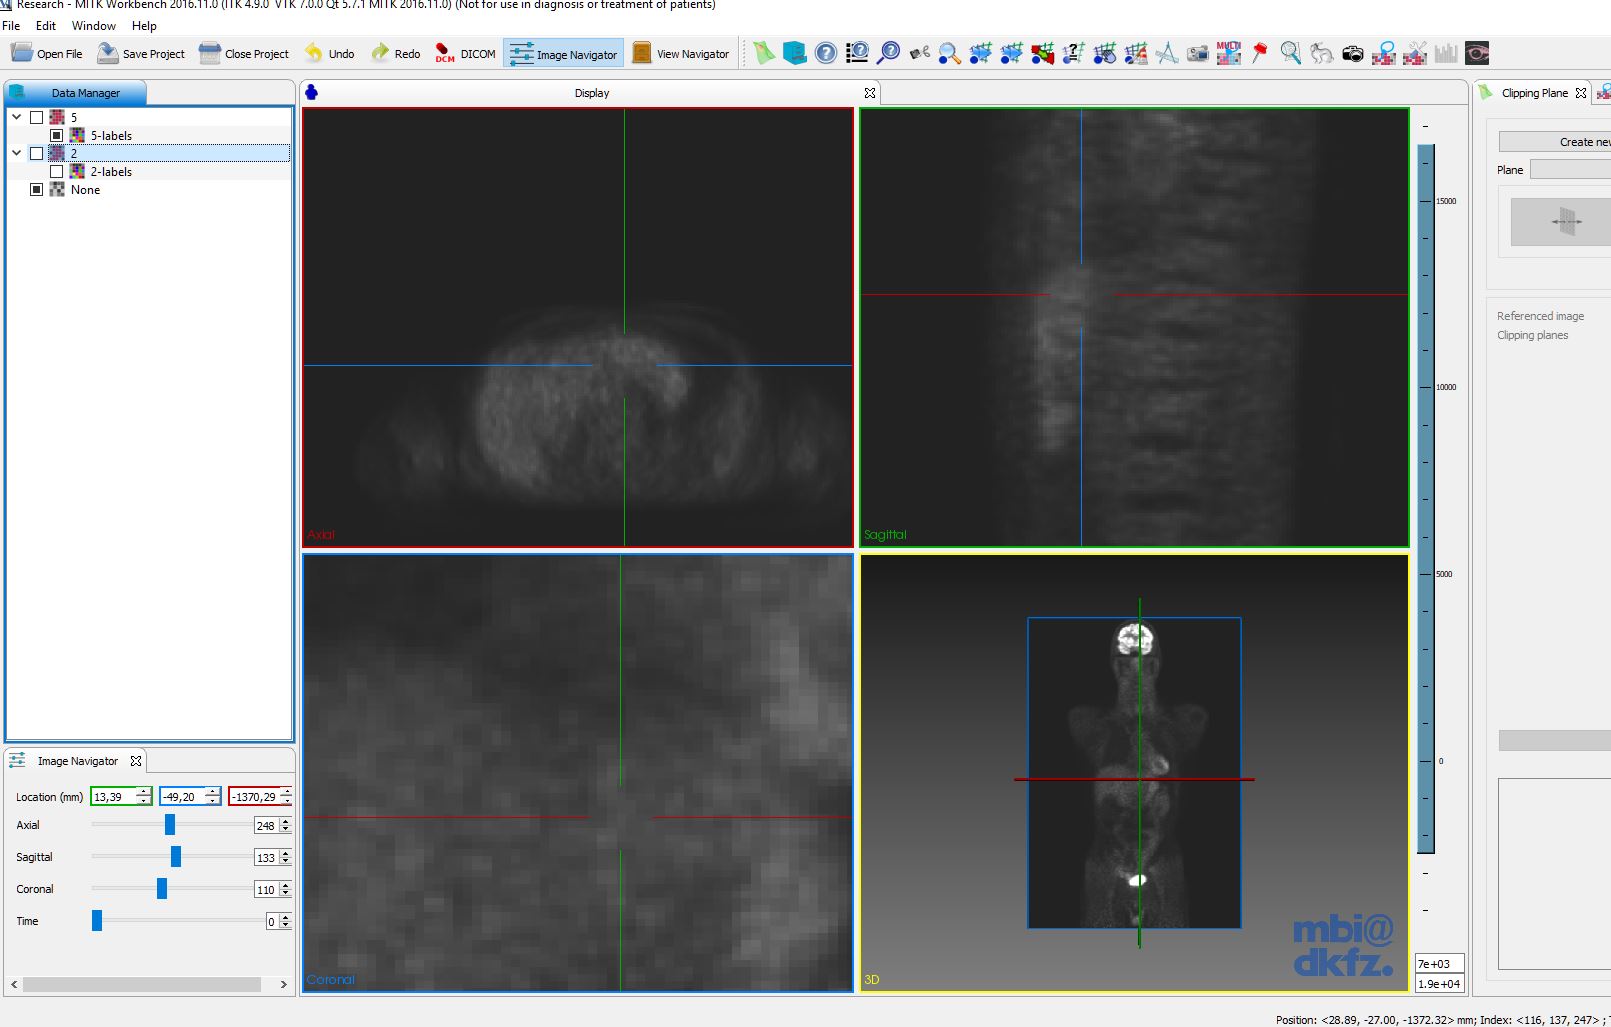 Research - MITK Workbench 2016.11.0 (ITK 4.9.0 VTK 7.0.0 Qt 5.7.1 MITK 2016.11.0) (Not for use in diagnosis or treatment of patients)
File Edit Window Help
Open File Save Project Close Project Undo Redo DCM DICOM Image Navigator View Navigator MULTI
Data Manager
5
5-labels
2
2-labels
None
Display
Axial
Sagittal
Coronal
3D
mbi@
dkfz.
15000
10000
5000
0
7e+03
1.9e+04
Clipping Plane
Create new
Plane
Referenced image
Clipping planes
Image Navigator
Location (mm) 13,39 -49,20 -1370,29
Axial 248
Sagittal 133
Coronal 110
Time 0
Position: <28.89, -27.00, -1372.32> mm; Index: <116, 137, 247> ;